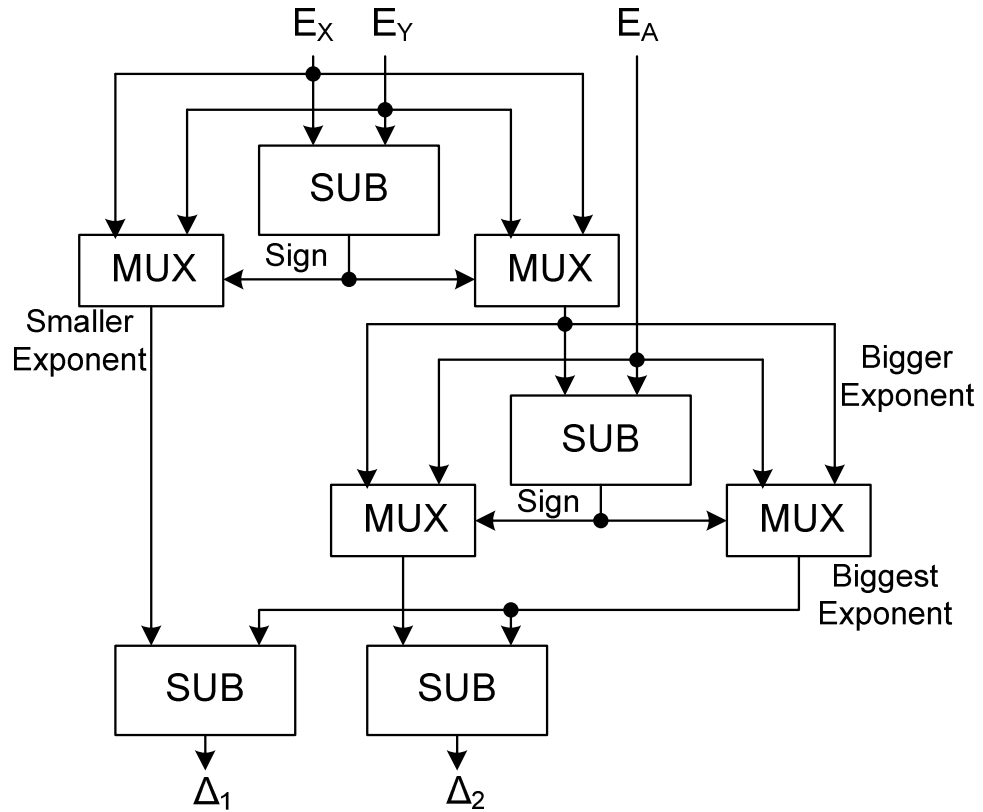 E_X E_Y E_A
SUB
MUX Sign MUX
Smaller
Exponent
Bigger
Exponent
SUB
MUX Sign MUX
Biggest
Exponent
SUB SUB
Δ₁ Δ₂